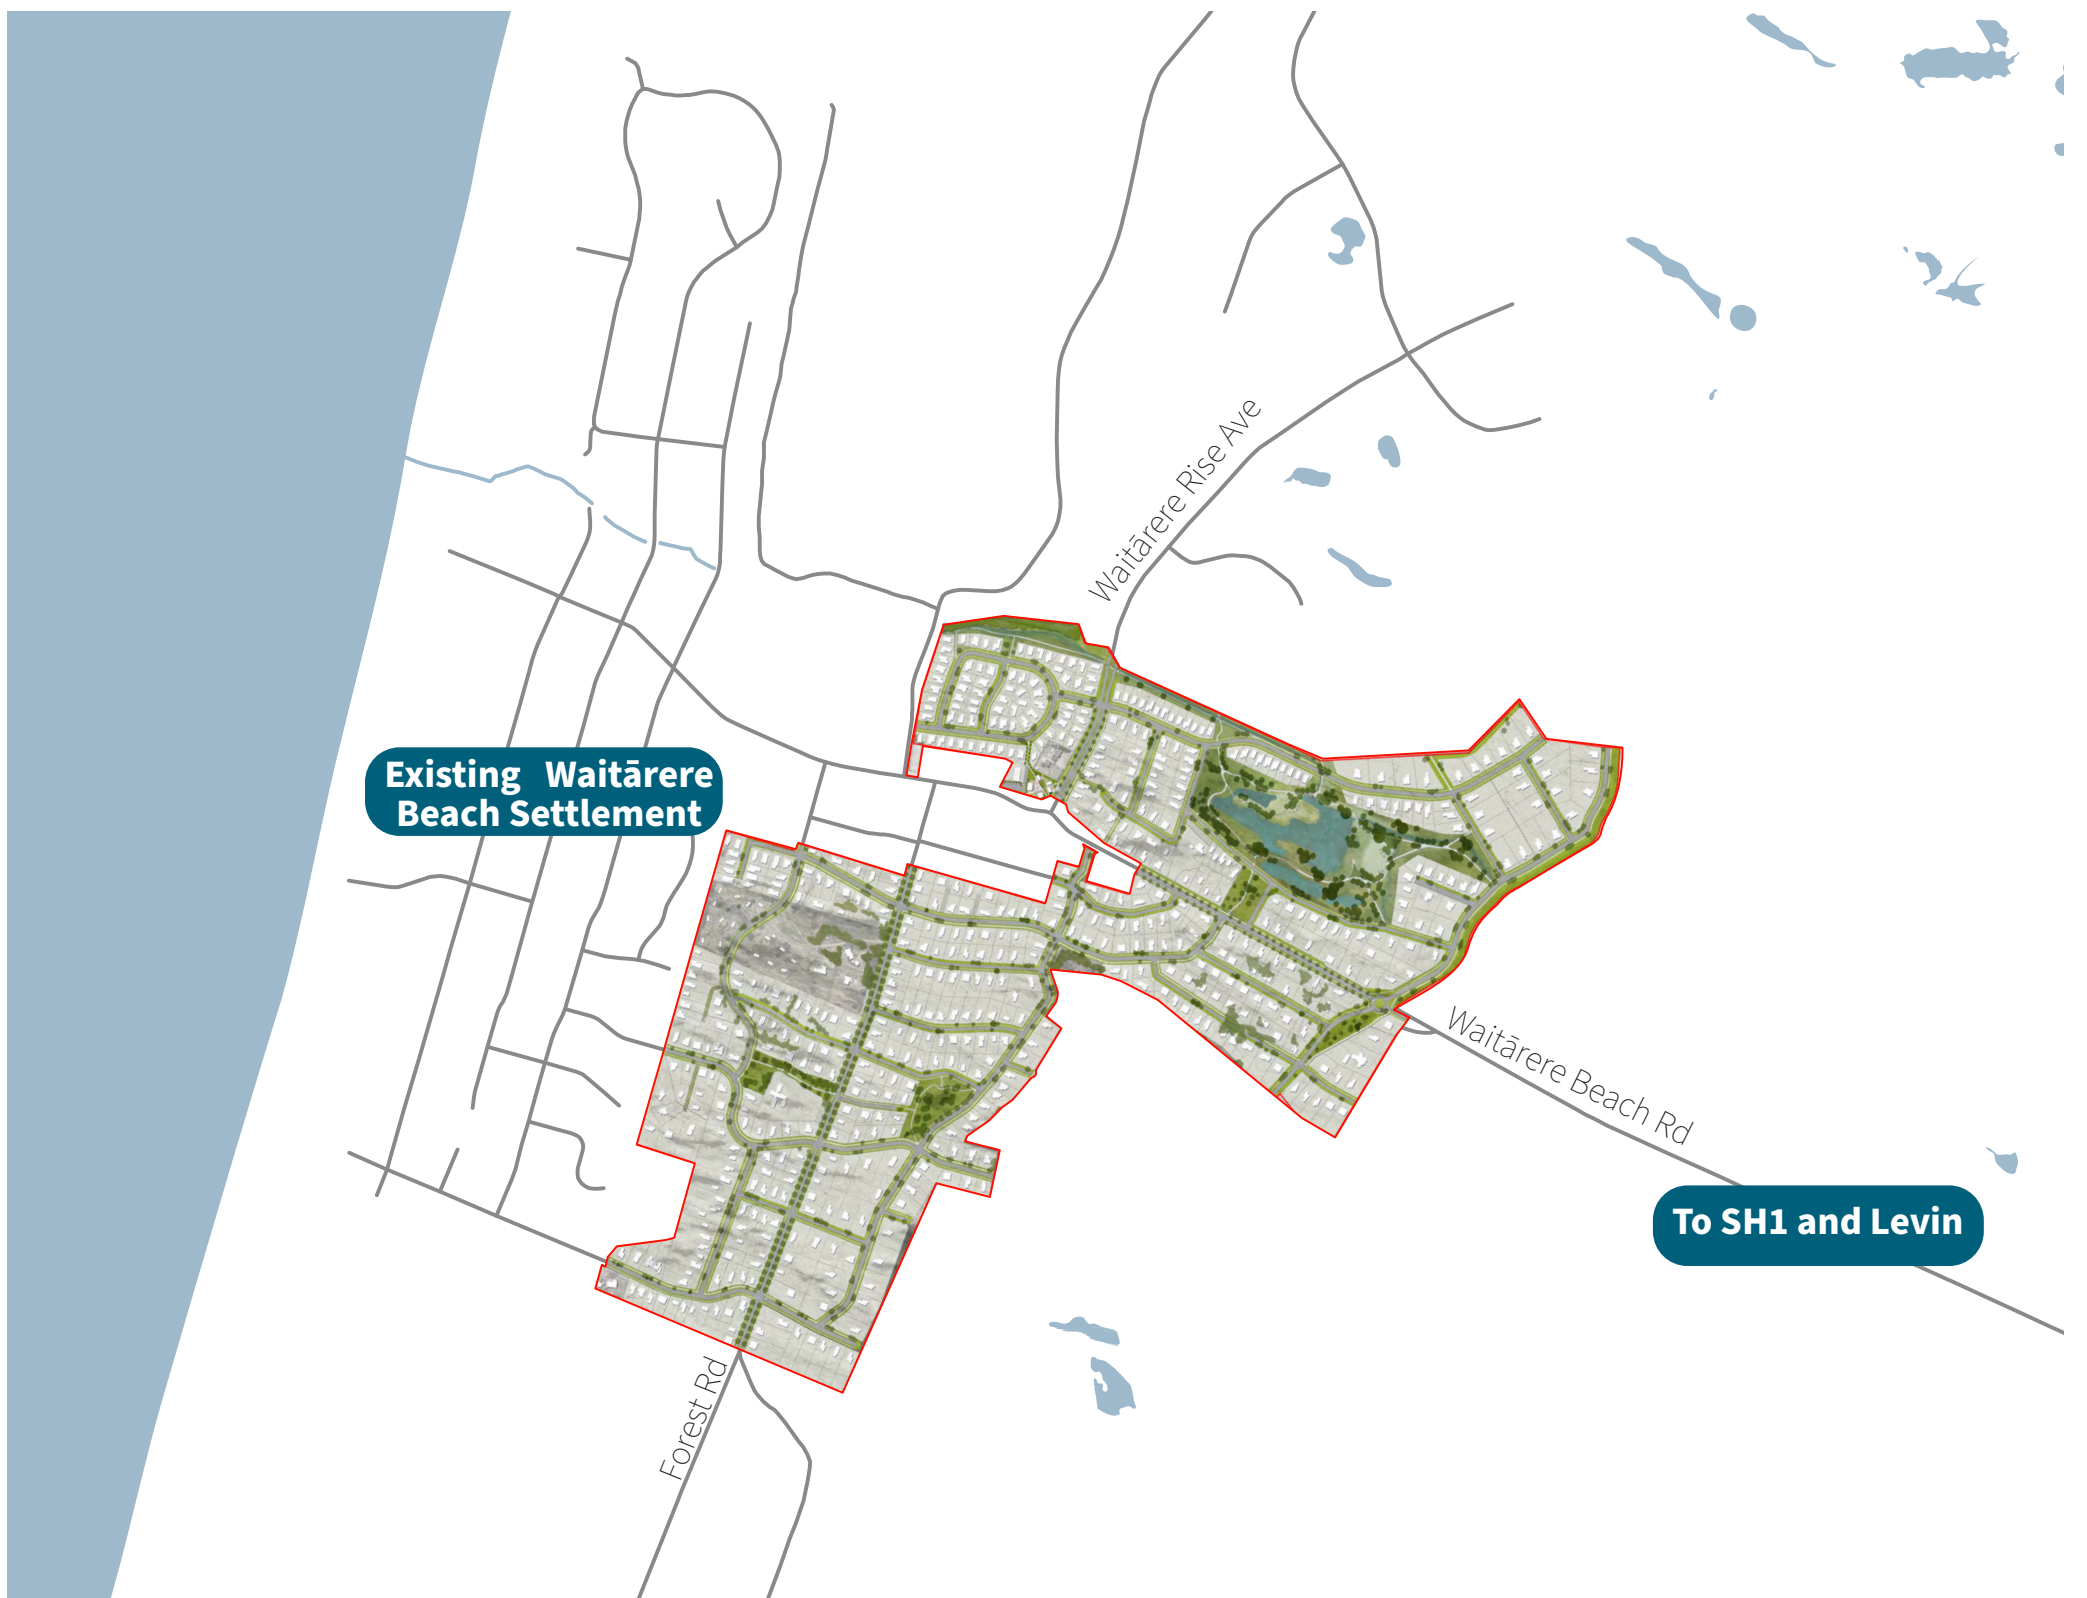 Waitārere Rise Ave
Existing Waitārere
Beach Settlement
Waitārere Beach Rd
To SH1 and Levin
Forest Rd